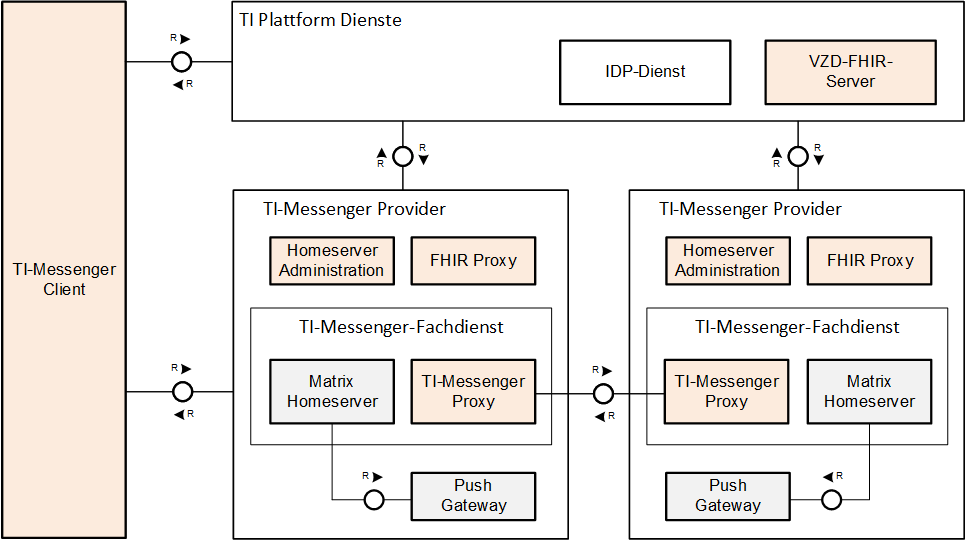 TI Plattform Dienste
R
R
IDP-Dienst
VZD-FHIR-
Server
R
R
R
R
TI-Messenger
Client
TI-Messenger Provider
Homeserver
Administration
FHIR Proxy
TI-Messenger-Fachdienst
R
R
Matrix
Homeserver
TI-Messenger
Proxy
R
Push
Gateway
R
R
TI-Messenger Provider
Homeserver
Administration
FHIR Proxy
TI-Messenger-Fachdienst
TI-Messenger
Proxy
Matrix
Homeserver
Push
Gateway
R